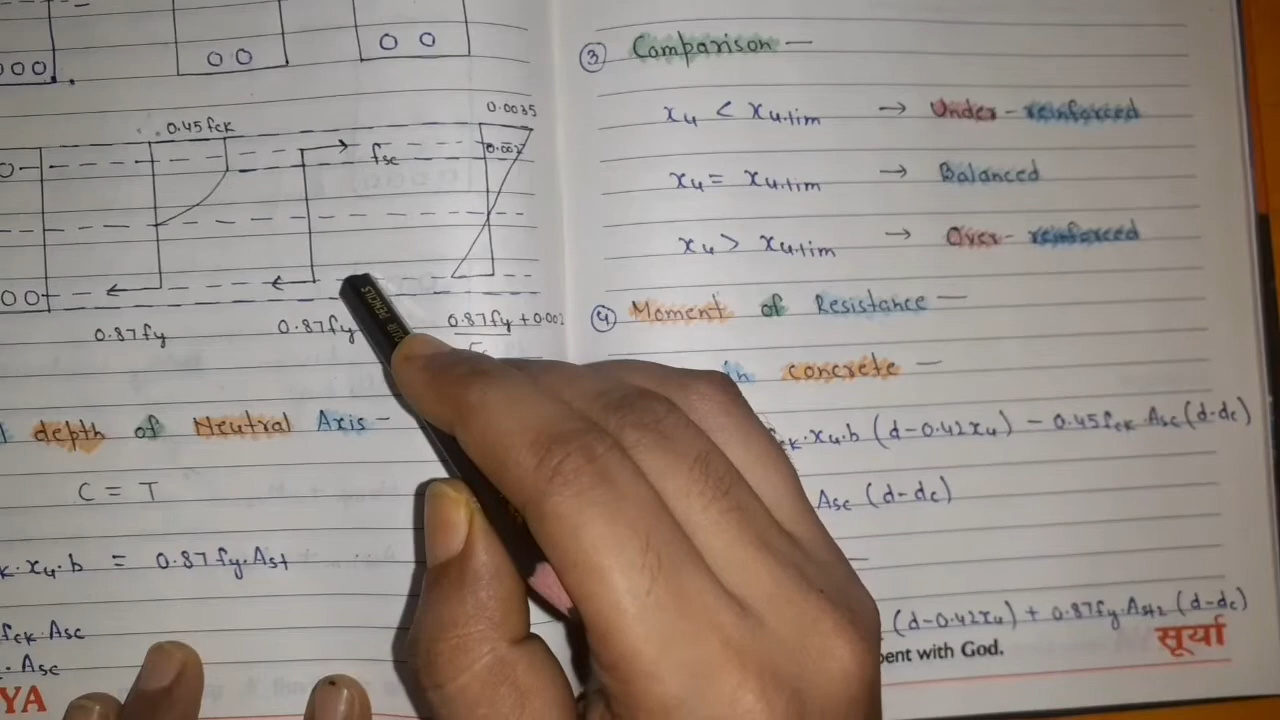 0.45fck
0.0035
fsc
0.002
0.87fy
0.87fy
0.87fy + 0.002
depth of Neutral Axis -
C = T
. xu. b = 0.87fy. Ast
fck. Asc
. Asc
YA
③ Comparison —
xu < xu.lim → Under-reinforced
xu = xu.lim → Balanced
xu > xu.lim → Over-reinforced
④ Moment of Resistance —
in concrete —
. xu. b (d-0.42xu) - 0.45fck. Asc (d-dc)
Asc (d-dc)
(d-0.42xu) + 0.87fy. Ast2 (d-dc)
सूर्या
with God.